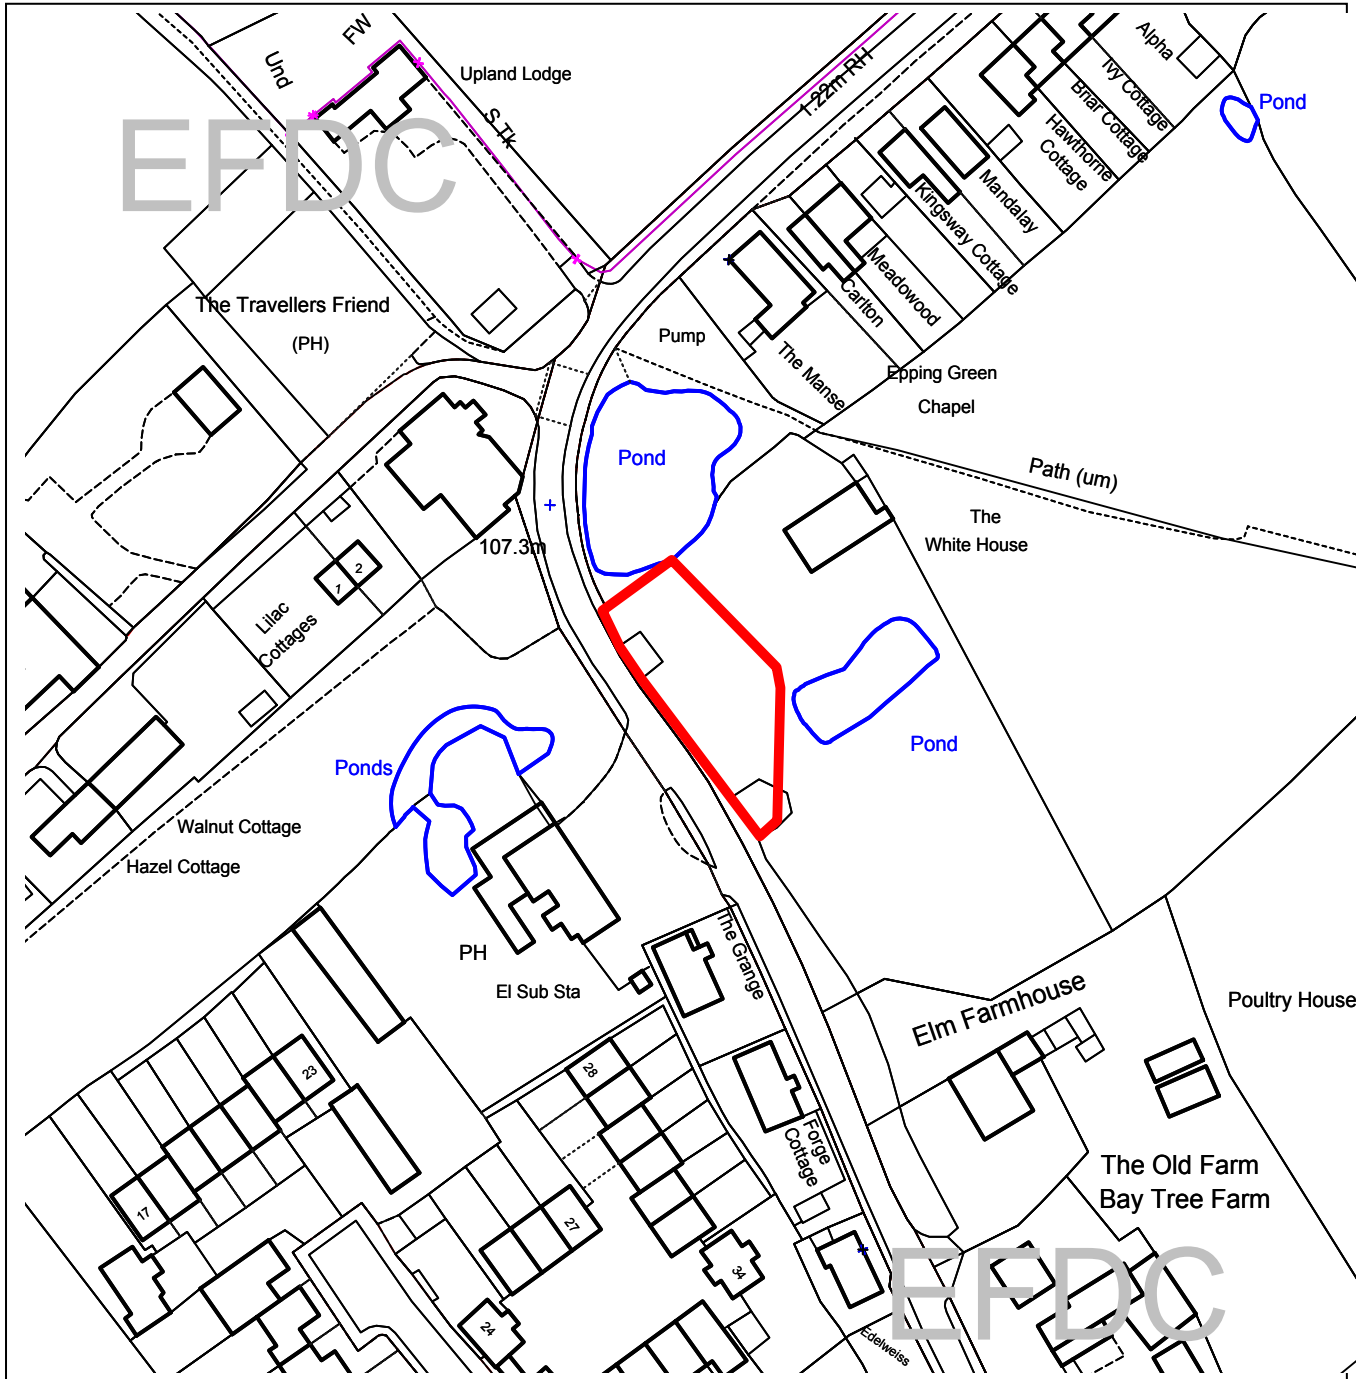 FW
Und
Upland Lodge
S Tk
1.22m RH
Alpha
Ivy Cottage
Briar Cottage
Hawthorne
Cottage
Pond
EFDC
Mandalay
Kingsway Cottage
Meadowood
Carlton
The Travellers Friend
(PH)
Pump
The Manse
Epping Green
Chapel
Pond
Path (um)
The
White House
107.3m
1
2
Lilac
Cottages
Pond
Ponds
Walnut Cottage
Hazel Cottage
PH
El Sub Sta
The Grange
Elm Farmhouse
Poultry House
23
28
Forge
Cottage
The Old Farm
Bay Tree Farm
17
27
34
24
EFDC
Edelweiss